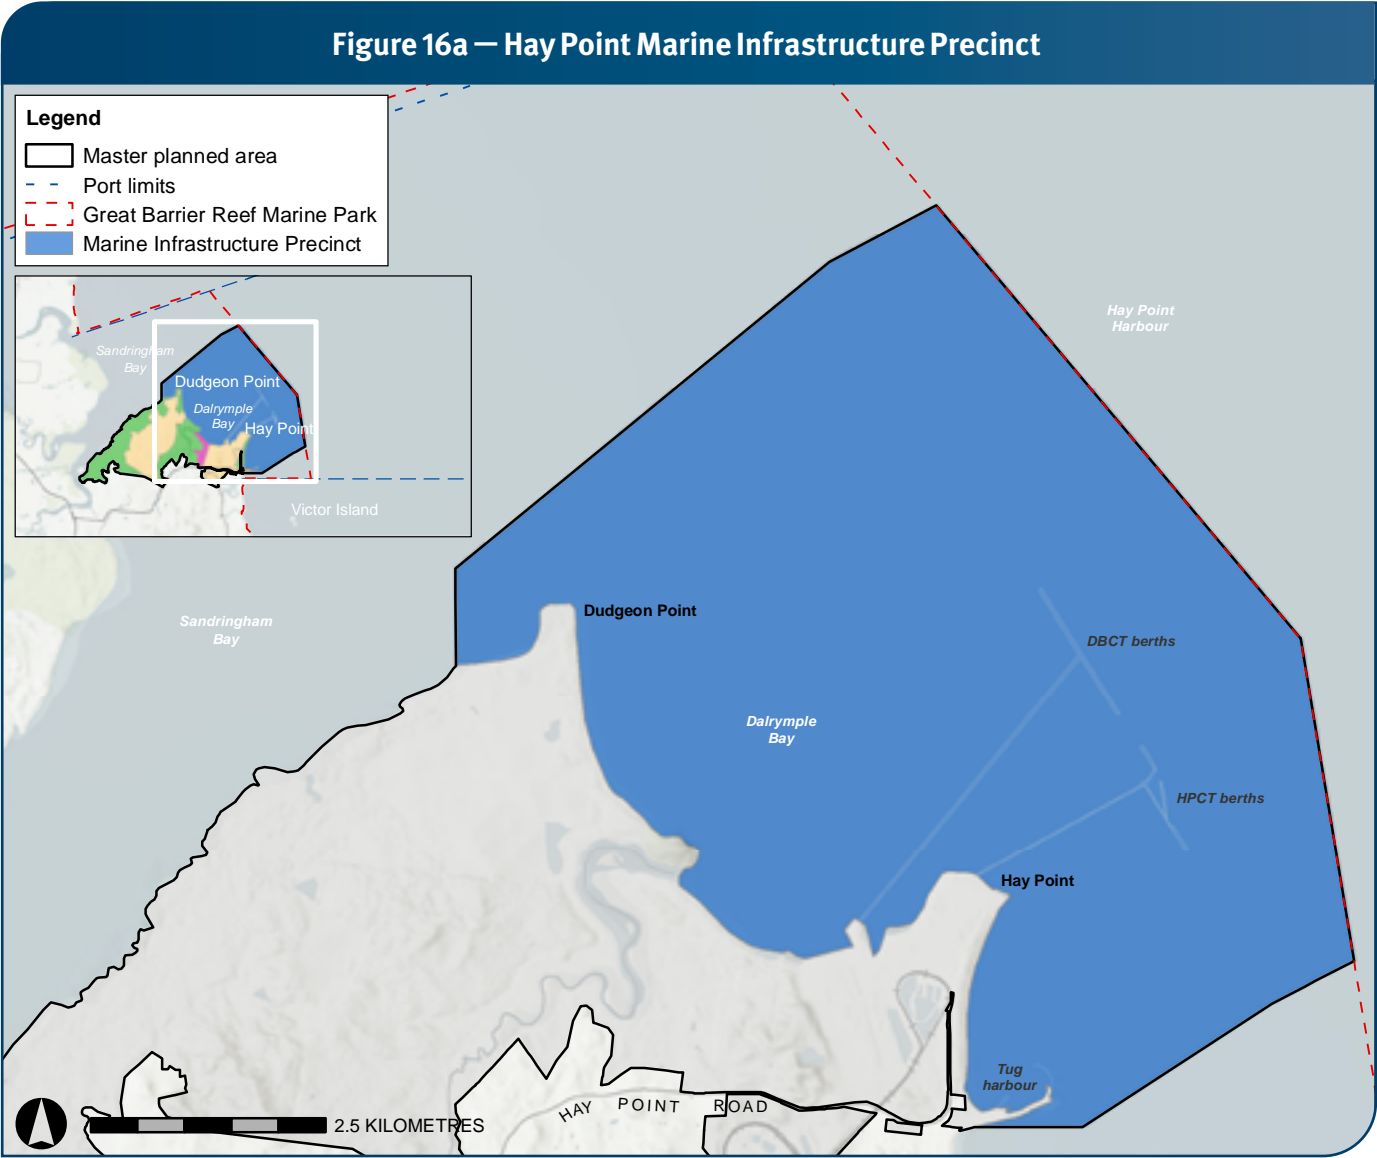 Figure 16a — Hay Point Marine Infrastructure Precinct
Legend
Master planned area
Port limits
Great Barrier Reef Marine Park
Marine Infrastructure Precinct
Sandringham
Bay
Dudgeon Point
Dalrymple
Bay
Hay Point
Victor Island
Hay Point
Harbour
Sandringham
Bay
Dudgeon Point
DBCT berths
Dalrymple
Bay
HPCT berths
Hay Point
Tug
harbour
HAY POINT ROAD
2.5 KILOMETRES